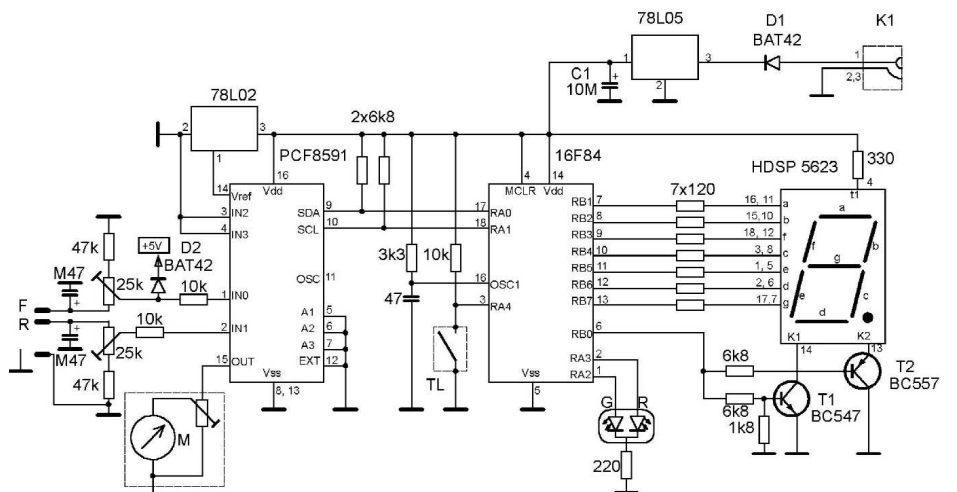 78L05
D1
BAT42
K1
1
3
2
1
2,3
C1
+
10M
78L02
2
3
1
2x6k8
PCF8591
16F84
330
HDSP 5623
4
t1
16
Vdd
14
Vref
3
IN2
4
IN3
SDA
9
SCL
10
OSC
11
1
IN0
2
IN1
A1
5
A2
6
A3
7
EXT
12
15
OUT
Vss
8, 13
47k
+5V
D2
BAT42
M47
+
25k
10k
F
R
10k
M47
+
25k
47k
M
3k3
10k
47
TL
4
14
MCLR
Vdd
17
RA0
18
RA1
16
OSC1
3
RA4
RB1
7
RB2
8
RB3
9
RB4
10
RB5
11
RB6
12
RB7
13
RB0
6
RA3
2
RA2
1
Vss
5
7x120
16, 11
a
15,10
b
18, 12
f
3, 8
c
1, 5
e
2, 6
d
17,7
g
a
f
b
g
e
c
d
K1
K2
14
13
6k8
6k8
1k8
T1
BC547
T2
BC557
G
R
220